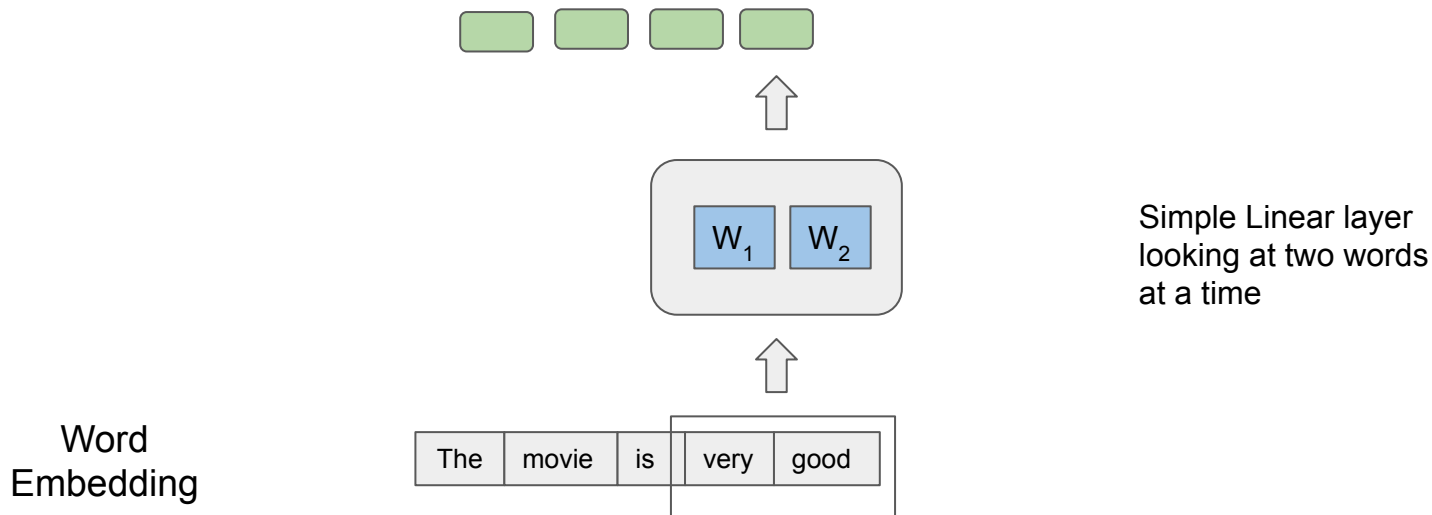 W1 W2
Simple Linear layer
looking at two words
at a time
Word
Embedding
The movie is very good